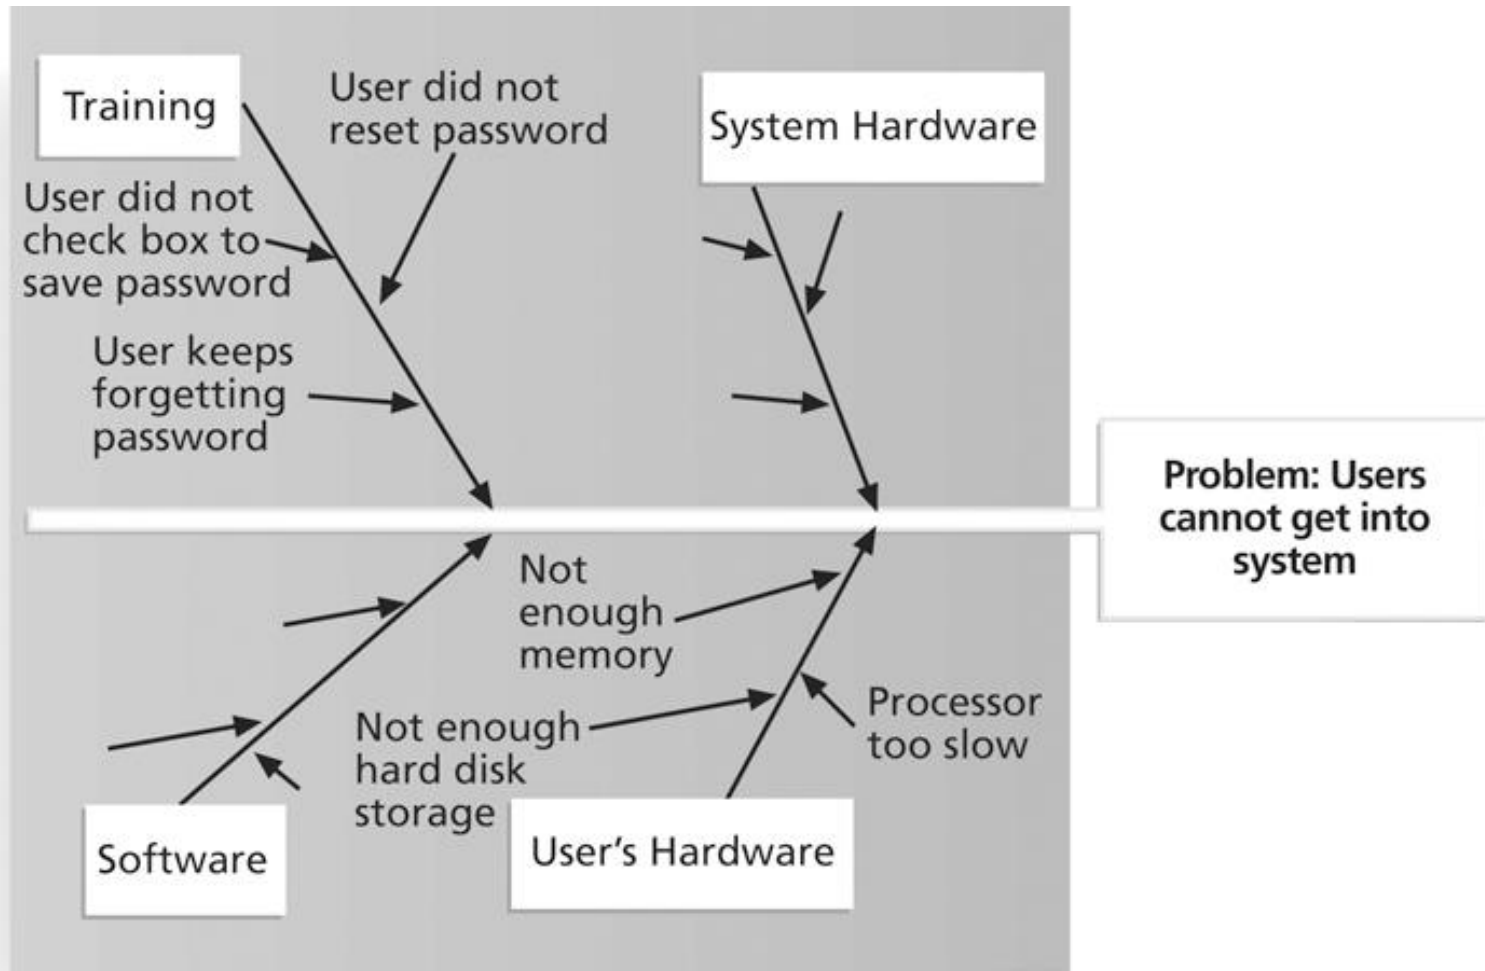 Training
User did not
reset password
System Hardware
User did not
check box to
save password
User keeps
forgetting
password
Problem: Users
cannot get into
system
Not
enough
memory
Not enough
hard disk
storage
Processor
too slow
Software
User’s Hardware